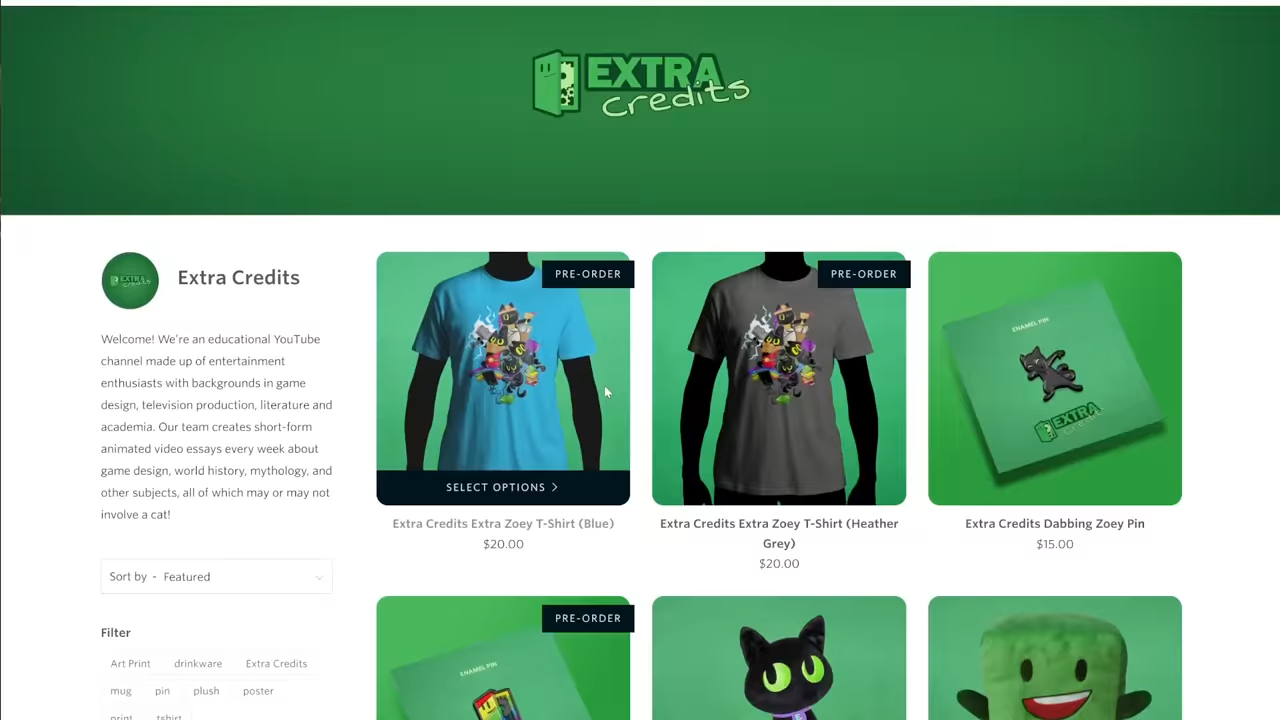 EXTRA
credits
EXTRA
credits
Extra Credits
Welcome! We're an educational YouTube
channel made up of entertainment
enthusiasts with backgrounds in game
design, television production, literature and
academia. Our team creates short-form
animated video essays every week about
game design, world history, mythology, and
other subjects, all of which may or may not
involve a cat!
Sort by - Featured
Filter
Art Print drinkware Extra Credits
mug pin plush poster
print tshirt
PRE-ORDER
SELECT OPTIONS >
Extra Credits Extra Zoey T-Shirt (Blue)
$20.00
PRE-ORDER
Extra Credits Extra Zoey T-Shirt (Heather
Grey)
$20.00
ENAMEL PIN
EXTRA
credits
Extra Credits Dabbing Zoey Pin
$15.00
PRE-ORDER
ENAMEL PIN